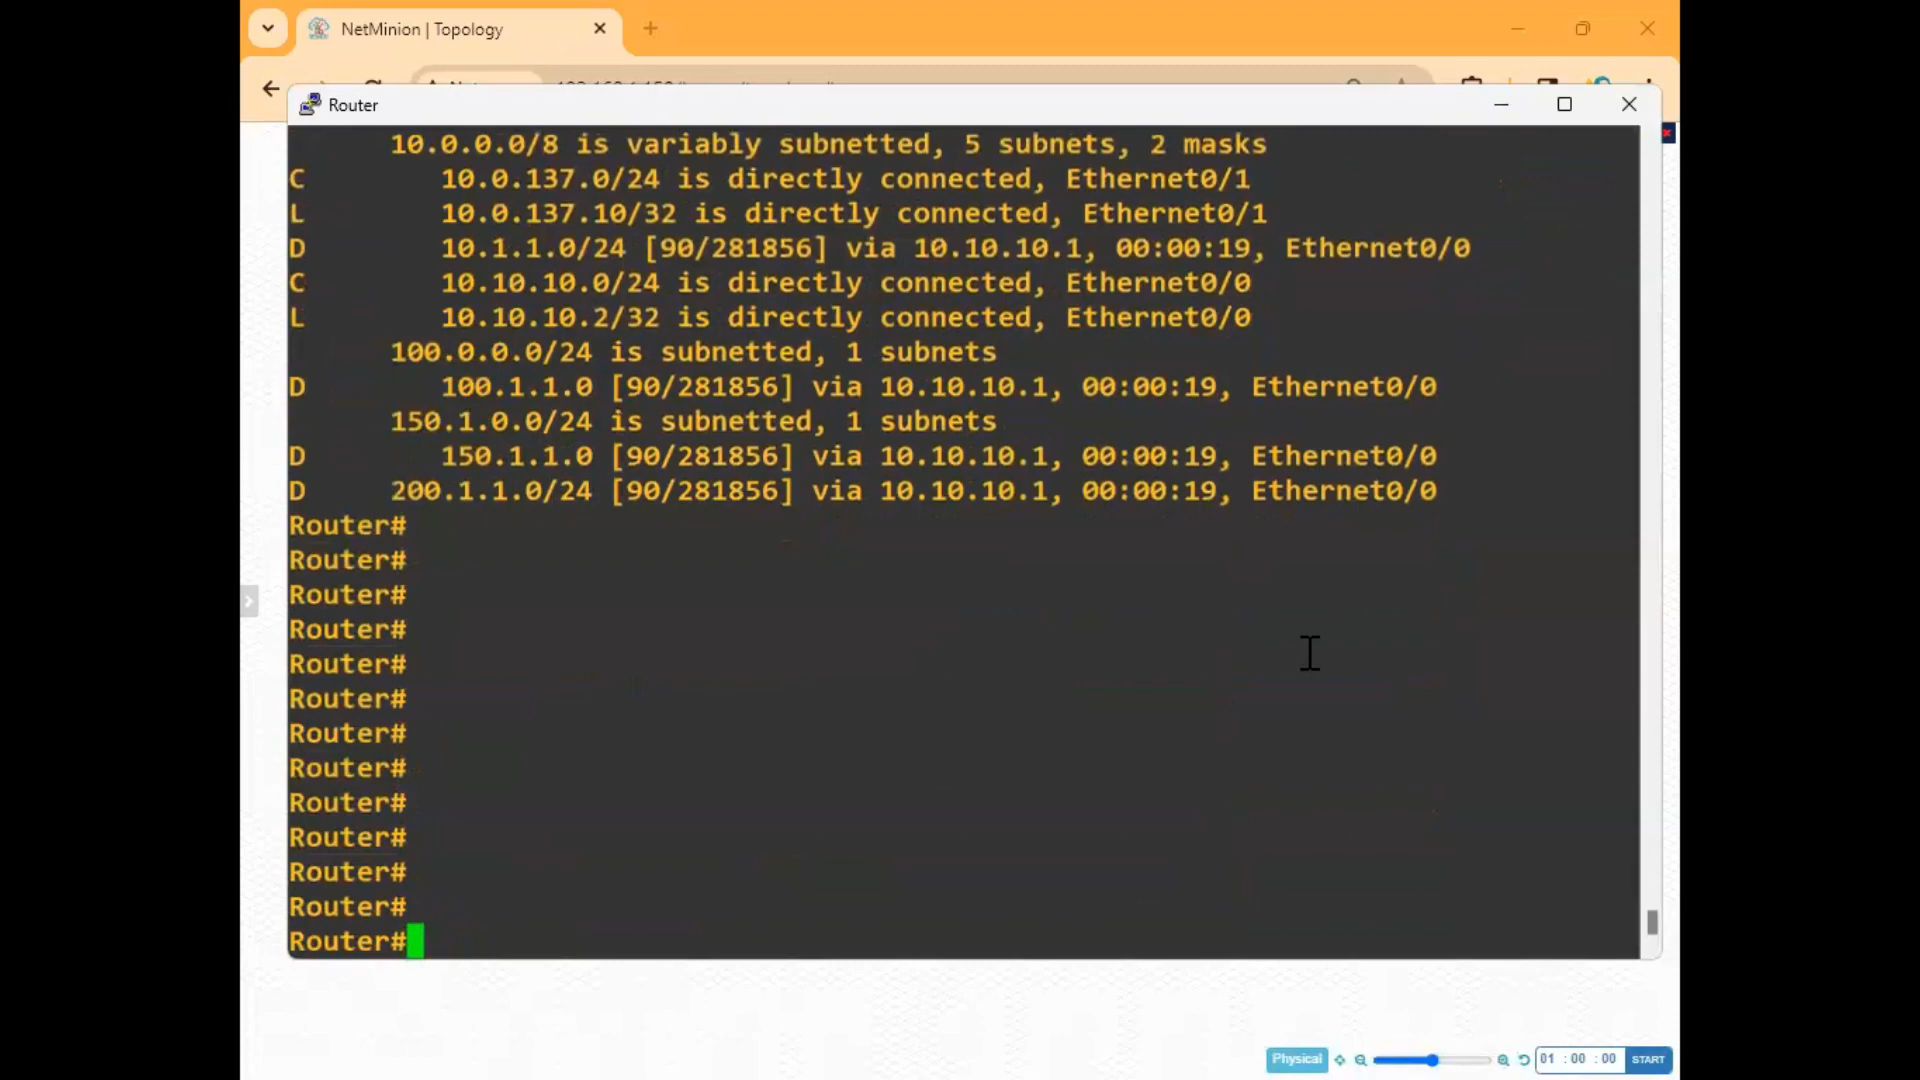 NetMinion | Topology
Router
10.0.0.0/8 is variably subnetted, 5 subnets, 2 masks
C 10.0.137.0/24 is directly connected, Ethernet0/1
L 10.0.137.10/32 is directly connected, Ethernet0/1
D 10.1.1.0/24 [90/281856] via 10.10.10.1, 00:00:19, Ethernet0/0
C 10.10.10.0/24 is directly connected, Ethernet0/0
L 10.10.10.2/32 is directly connected, Ethernet0/0
100.0.0.0/24 is subnetted, 1 subnets
D 100.1.1.0 [90/281856] via 10.10.10.1, 00:00:19, Ethernet0/0
150.1.0.0/24 is subnetted, 1 subnets
D 150.1.1.0 [90/281856] via 10.10.10.1, 00:00:19, Ethernet0/0
D 200.1.1.0/24 [90/281856] via 10.10.10.1, 00:00:19, Ethernet0/0
Router#
Router#
Router#
Router#
Router#
Router#
Router#
Router#
Router#
Router#
Router#
Router#
Router#
Physical 01 : 00 : 00 START